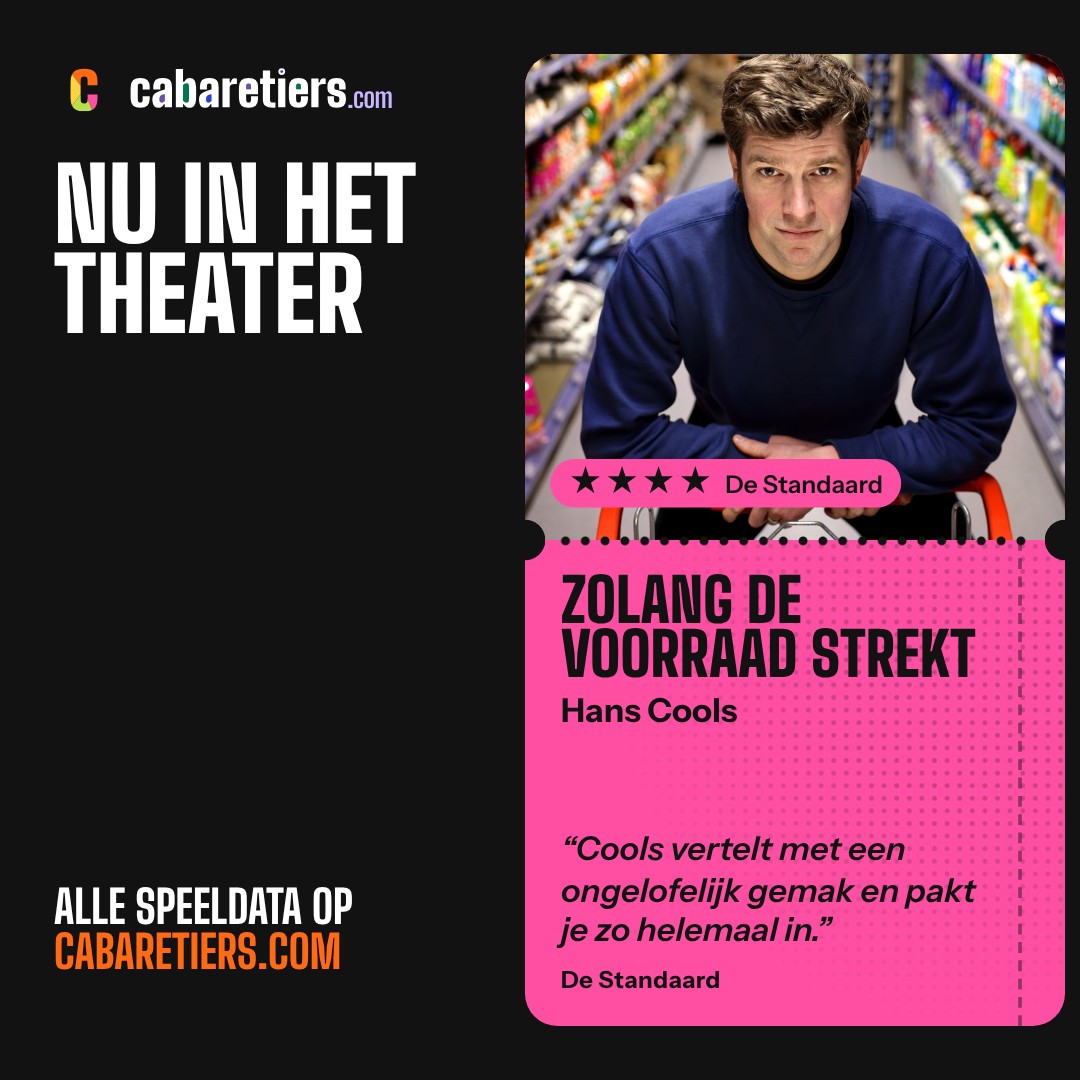 cabaretiers.com
NU IN HET
THEATER
★★★★ De Standaard
ZOLANG DE
VOORRAAD STREKT
Hans Cools
“Cools vertelt met een
ongelofelijk gemak en pakt
je zo helemaal in.”
De Standaard
ALLE SPEELDATA OP
CABARETIERS.COM